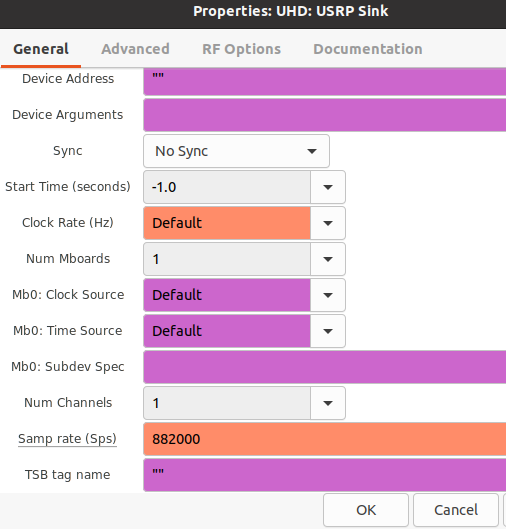 Properties: UHD: USRP Sink
General Advanced RF Options Documentation
Device Address ""
Device Arguments
Sync No Sync
Start Time (seconds) -1.0
Clock Rate (Hz) Default
Num Mboards 1
Mb0: Clock Source Default
Mb0: Time Source Default
Mb0: Subdev Spec
Num Channels 1
Samp rate (Sps) 882000
TSB tag name ""
OK Cancel